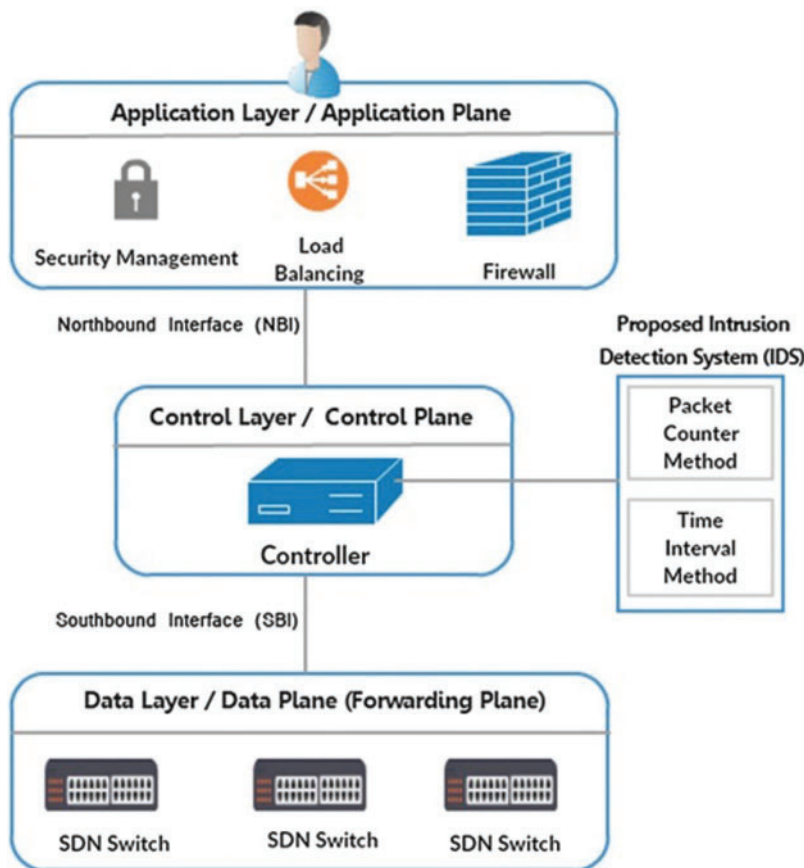 Application Layer / Application Plane
Security Management
Load
Balancing
Firewall
Northbound Interface (NBI)
Proposed Intrusion
Detection System (IDS)
Packet
Counter
Method
Time
Interval
Method
Control Layer / Control Plane
Controller
Southbound Interface (SBI)
Data Layer / Data Plane (Forwarding Plane)
SDN Switch
SDN Switch
SDN Switch